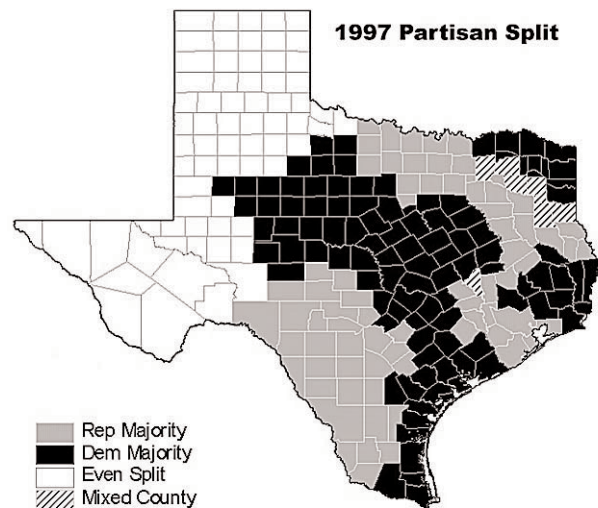 1997 Partisan Split
Rep Majority
Dem Majority
Even Split
Mixed County